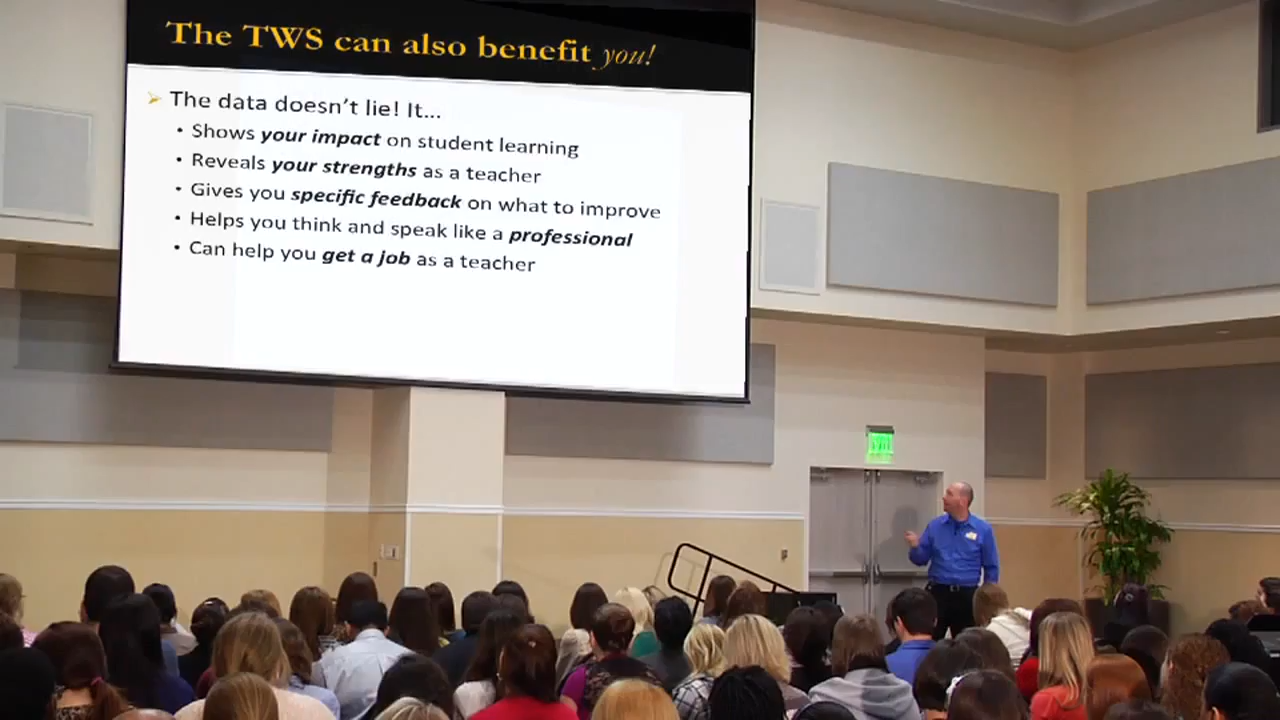 The TWS can also benefit you!
The data doesn't lie! It...
• Shows your impact on student learning
• Reveals your strengths as a teacher
• Gives you specific feedback on what to improve
• Helps you think and speak like a professional
• Can help you get a job as a teacher
EXIT